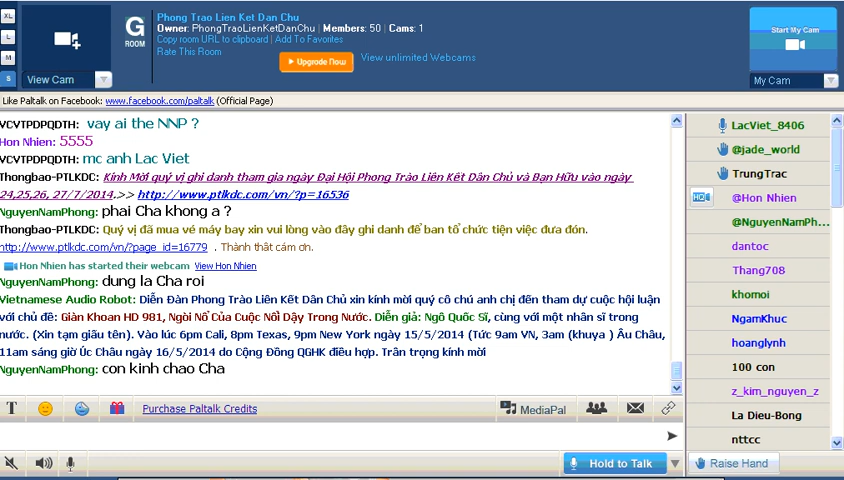 XL
L
M
S
View Cam
G
ROOM
Phong Trao Lien Ket Dan Chu
Owner: PhongTraoLienKetDanChu | Members: 50 | Cams: 1
Copy room URL to clipboard | Add To Favorites
Rate This Room
Upgrade Now
View unlimited Webcams
Start My Cam
My Cam
Like Paltalk on Facebook: www.facebook.com/paltalk (Official Page)
VCVTPDPQDTH: vay ai the NNP ?
Hon Nhien: 5555
VCVTPDPQDTH: mc anh Lac Viet
Thongbao-PTLKDC: Kính Mời quý vị ghi danh tham gia ngày Đại Hội Phong Trào Liên Kết Dân Chủ và Bạn Hữu vào ngày
24,25,26, 27/7/2014.>> http://www.ptlkdc.com/vn/?p=16536
NguyenNamPhong: phai Cha khong a ?
Thongbao-PTLKDC: Quý vị đã mua vé máy bay xin vui lòng vào đây ghi danh để ban tổ chức tiện việc đưa đón.
http://www.ptlkdc.com/vn/?page_id=16779 . Thành thât cám ơn.
Hon Nhien has started their webcam View Hon Nhien
NguyenNamPhong: dung la Cha roi
Vietnamese Audio Robot: Diễn Đàn Phong Trào Liên Kết Dân Chủ xin kính mời quý cô chú anh chị đến tham dự cuộc hội luận
với chủ đề: Giàn Khoan HD 981, Ngòi Nổ Của Cuộc Nổi Dậy Trong Nước. Diễn giả: Ngô Quốc Sĩ, cùng với một nhân sĩ trong
nước. (Xin tạm giấu tên). Vào lúc 6pm Cali, 8pm Texas, 9pm New York ngày 15/5/2014 (Tức 9am VN, 3am (khuya ) Âu Châu,
11am sáng giờ Úc Châu ngày 16/5/2014 do Cộng Đồng QGHK điều hợp. Trân trọng kính mời
NguyenNamPhong: con kinh chao Cha
T
Purchase Paltalk Credits
MediaPal
Hold to Talk
LacViet_8406
@jade_world
TrungTrac
HQ
@Hon Nhien
@NguyenNamPh...
dantoc
Thang708
khomoi
NgamKhuc
hoanglynh
100 con
z_kim_nguyen_z
La Dieu-Bong
nttcc
Raise Hand